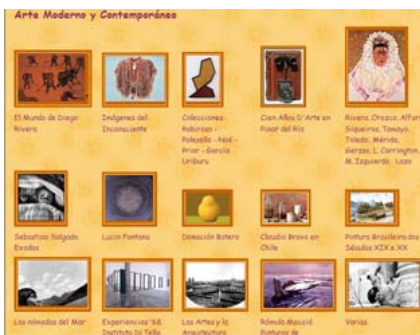 Arte Moderno y Contemporáneo
El Mundo de Diego
Rivera
Imágenes del
Inconsciente
Colecciones:
Robirosa -
Polesello - Noé -
Prior - García
Uriburu
Cien Años D'Arte en
Pinar del Río
Rivera, Orozco, Alfaro
Siqueiros, Tamayo,
Toledo, Mérida,
Gerzso, L. Carrington,
M. Izquierdo, Lazo
Sebastiao Salgado
Exodos
Lucio Fontana
Donación Botero
Claudio Bravo en
Chile
Pintura Brasileira dos
Séculos XIX e XX
Los nómadas del Mar
Experiencias '68.
Instituto Di Tella
Las Artes y la
Arquitectura
Rómulo Macció.
Pinturas de
Varios.